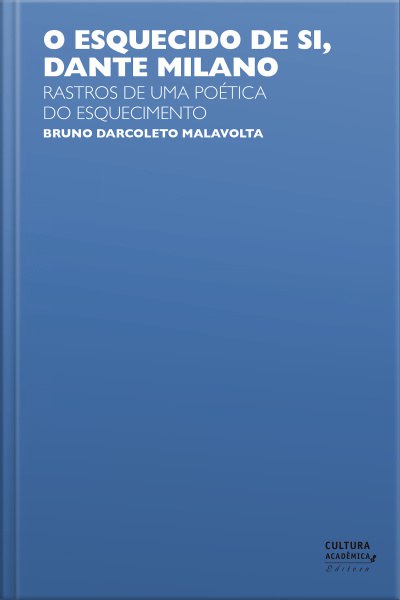 O ESQUECIDO DE SI,
DANTE MILANO
RASTROS DE UMA POÉTICA
DO ESQUECIMENTO
BRUNO DARCOLETO MALAVOLTA
CULTURA
ACADÊMICA
Editora